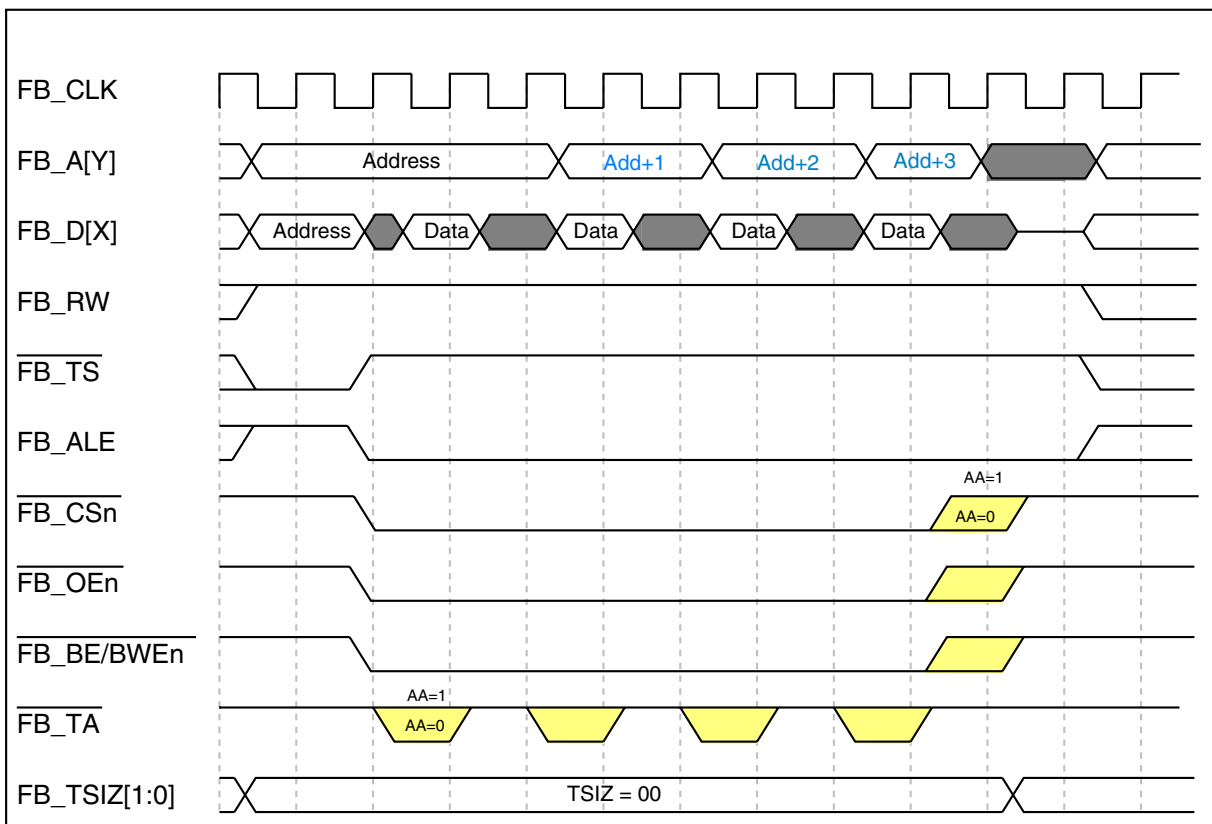 FB_CLK
FB_A[Y] Address Add+1 Add+2 Add+3
FB_D[X] Address Data Data Data Data
FB_RW
FB_TS
FB_ALE
AA=1
FB_CSn AA=0
FB_OEn
FB_BE/BWEn
AA=1
FB_TA AA=0
FB_TSIZ[1:0] TSIZ = 00